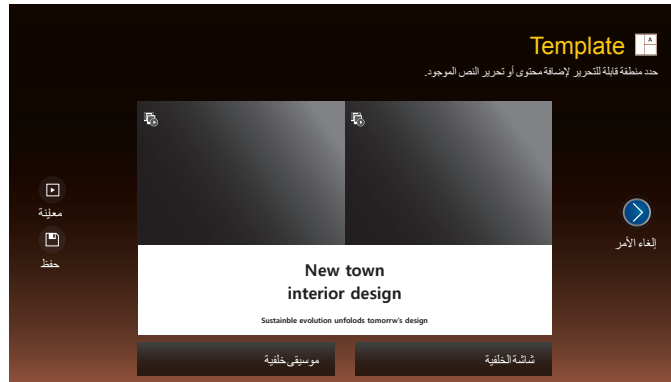 Template
حدد منطقة قابلة للتحرير لإضافة محتوى أو تحرير النص الموجود.
إلغاء الأمر
معاينة
حفظ
New town
interior design
Sustainble evolution unfolods tomorrw's design
شاشة الخلفية
موسيقى خلفية